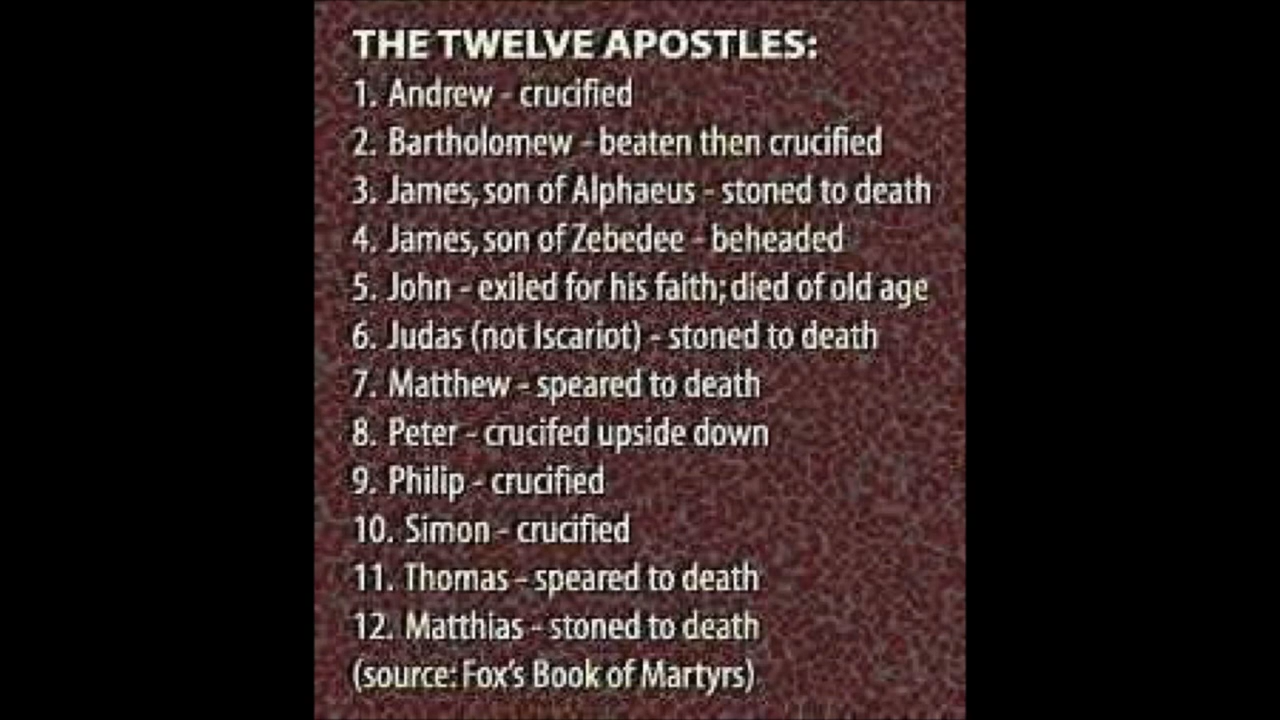 THE TWELVE APOSTLES:
1. Andrew - crucified
2. Bartholomew - beaten then crucified
3. James, son of Alphaeus - stoned to death
4. James, son of Zebedee - beheaded
5. John - exiled for his faith; died of old age
6. Judas (not Iscariot) - stoned to death
7. Matthew - speared to death
8. Peter - crucifed upside down
9. Philip - crucified
10. Simon - crucified
11. Thomas - speared to death
12. Matthias - stoned to death
(source: Fox's Book of Martyrs)